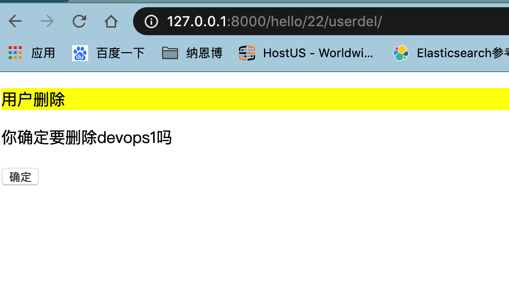 127.0.0.1:8000/hello/22/userdel/
应用 百度一下 纳恩博 HostUS - Worldwi... Elasticsearch参考
用户删除
你确定要删除devops1吗
确定